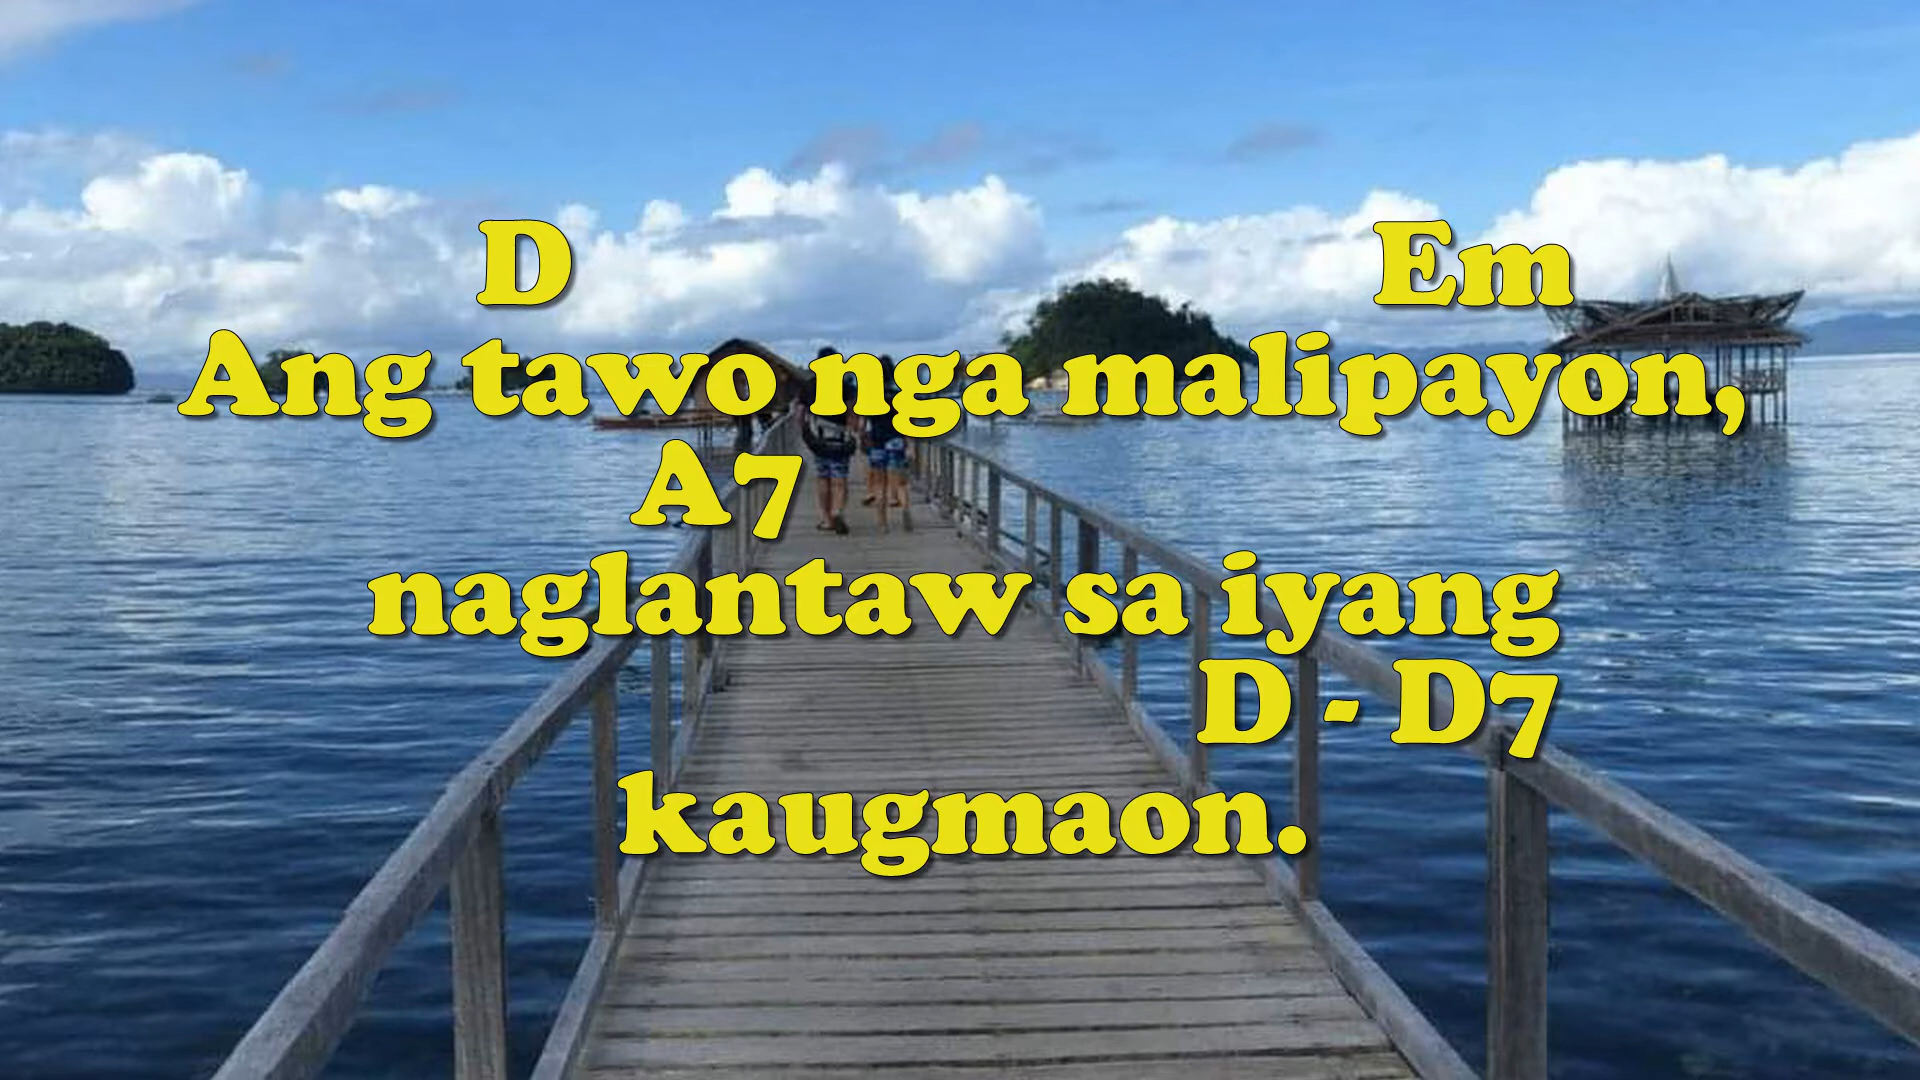 D Em
Ang tawo nga malipayon,
A7
naglantaw sa iyang
D - D7
kaugmaon.